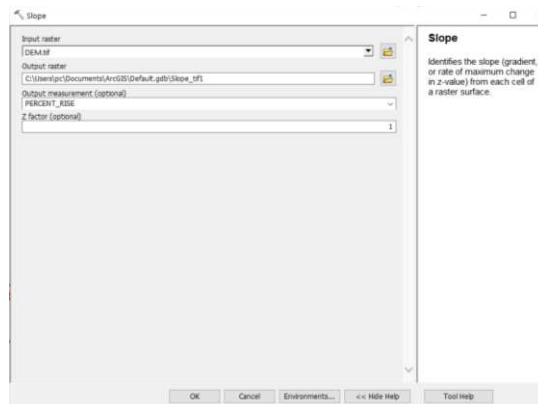 Slope
Input raster
DEM.tif
Output raster
C:\Users\pc\Documents\ArcGIS\Default.gdb\Slope_tif1
Output measurement (optional)
PERCENT_RISE
Z factor (optional)
1
Slope
Identifies the slope (gradient,
or rate of maximum change
in z-value) from each cell of
a raster surface.
OK
Cancel
Environments...
<< Hide Help
Tool Help